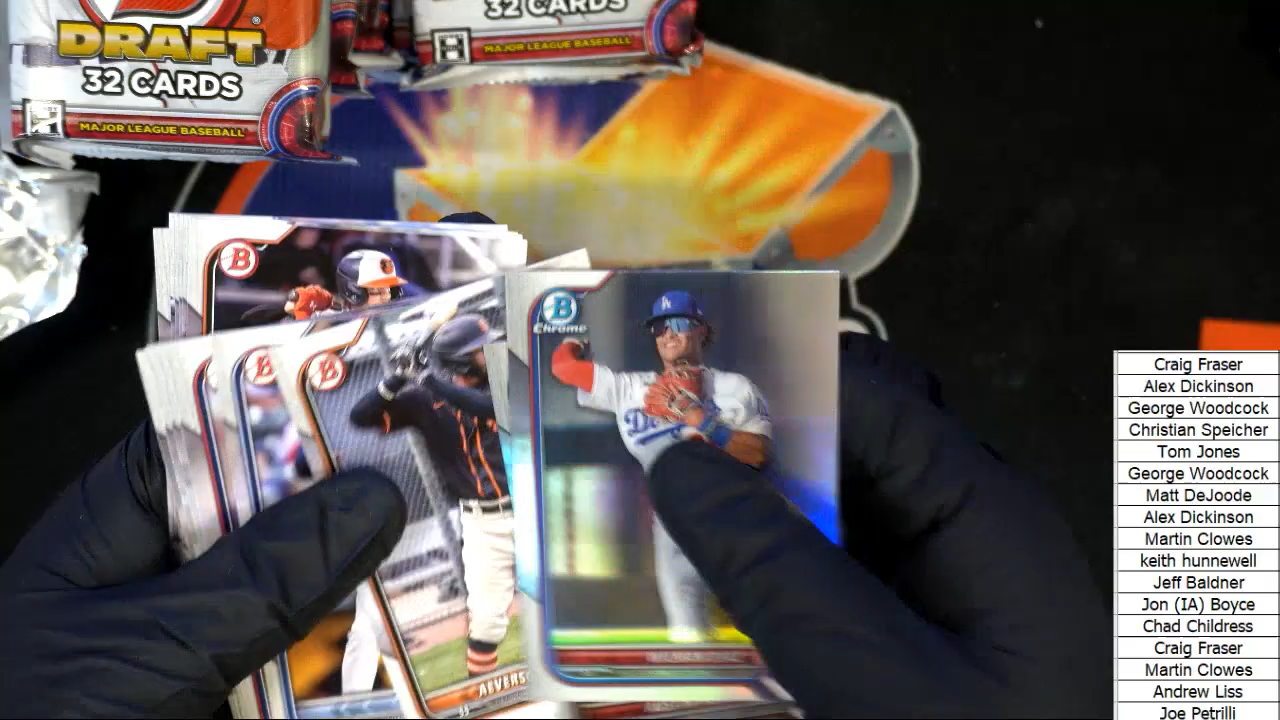 DRAFT
32 CARDS
MAJOR LEAGUE BASEBALL
32 CARDS
MAJOR LEAGUE BASEBALL
B
B
B
B
Chrome
LA
AEVERS
Craig Fraser
Alex Dickinson
George Woodcock
Christian Speicher
Tom Jones
George Woodcock
Matt DeJoode
Alex Dickinson
Martin Clowes
keith hunnewell
Jeff Baldner
Jon (IA) Boyce
Chad Childress
Craig Fraser
Martin Clowes
Andrew Liss
Joe Petrilli